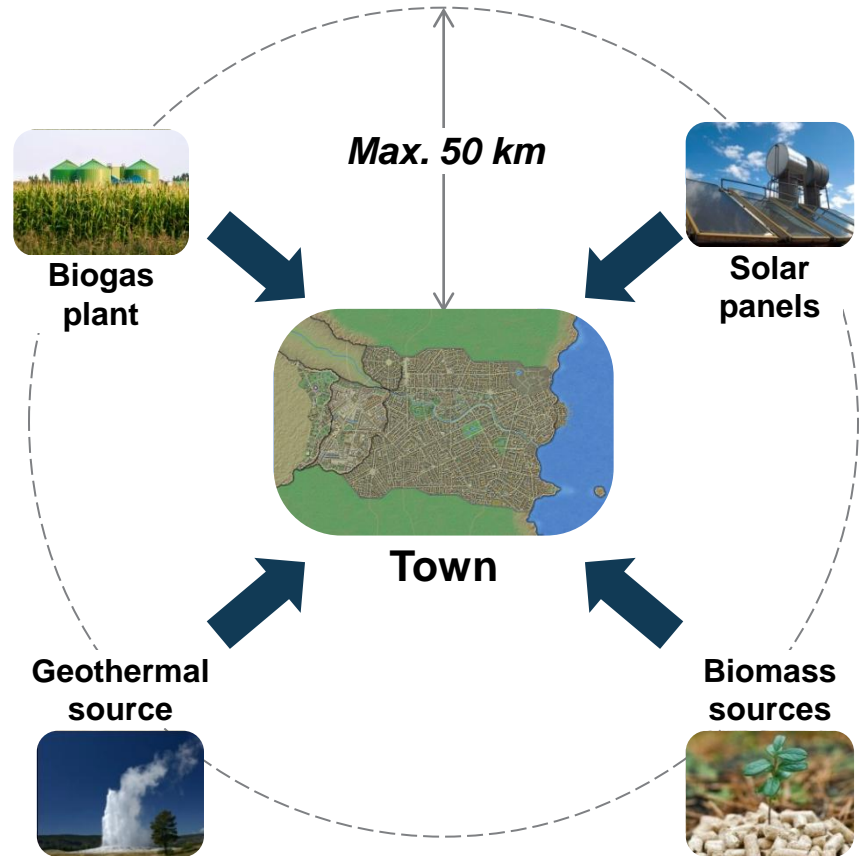 Max. 50 km
Biogas
plant
Solar
panels
Town
Geothermal
source
Biomass
sources